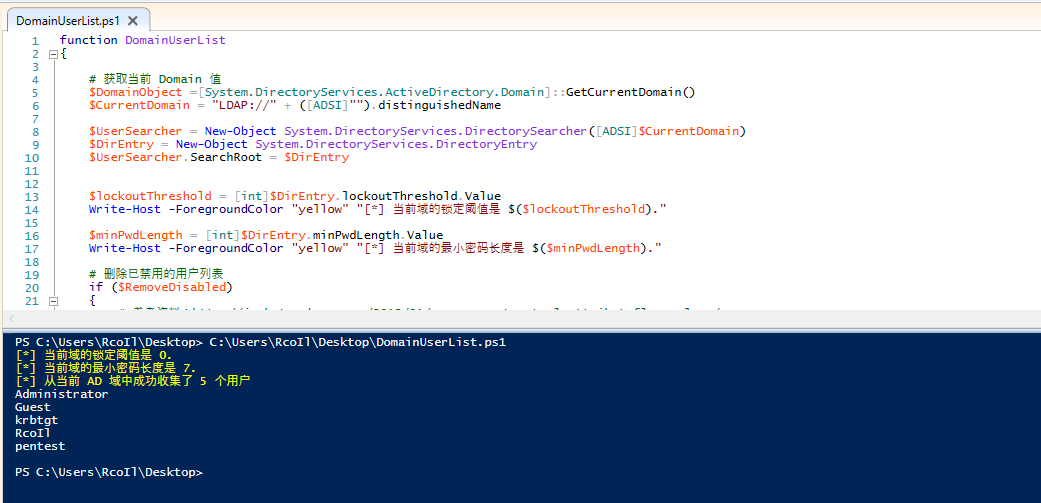 DomainUserList.ps1 ✕
1 function DomainUserList
2 {
3
4 # 获取当前 Domain 值
5 $DomainObject =[System.DirectoryServices.ActiveDirectory.Domain]::GetCurrentDomain()
6 $CurrentDomain = "LDAP://" + ([ADSI]"").distinguishedName
7
8 $UserSearcher = New-Object System.DirectoryServices.DirectorySearcher([ADSI]$CurrentDomain)
9 $DirEntry = New-Object System.DirectoryServices.DirectoryEntry
10 $UserSearcher.SearchRoot = $DirEntry
11
12
13 $lockoutThreshold = [int]$DirEntry.lockoutThreshold.Value
14 Write-Host -ForegroundColor "yellow" "[*] 当前域的锁定阈值是 $($lockoutThreshold)."
15
16 $minPwdLength = [int]$DirEntry.minPwdLength.Value
17 Write-Host -ForegroundColor "yellow" "[*] 当前域的最小密码长度是 $($minPwdLength)."
18
19 # 删除已禁用的用户列表
20 if ($RemoveDisabled)
21 {
PS C:\Users\RcoIl\Desktop> C:\Users\RcoIl\Desktop\DomainUserList.ps1
[*] 当前域的锁定阈值是 0.
[*] 当前域的最小密码长度是 7.
[*] 从当前 AD 域中成功收集了 5 个用户
Administrator
Guest
krbtgt
RcoIl
pentest
PS C:\Users\RcoIl\Desktop>